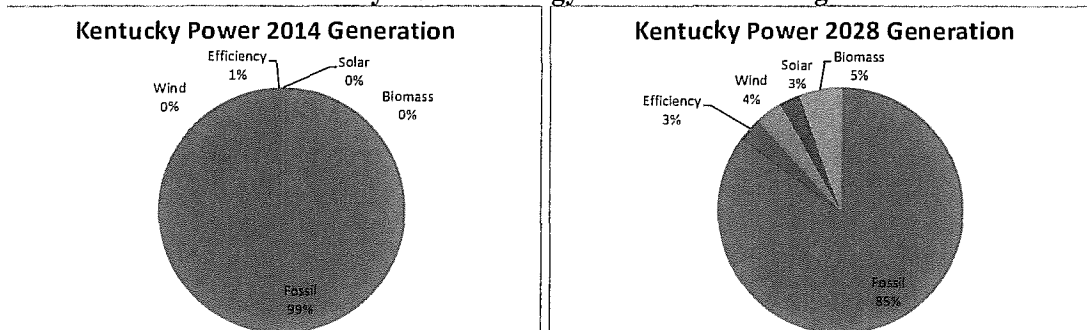 Kentucky Power 2014 Generation
Efficiency
1%
Solar
0%
Wind
0%
Biomass
0%
Fossil
99%
Kentucky Power 2028 Generation
Biomass
5%
Solar
3%
Wind
4%
Efficiency
3%
Fossil
85%